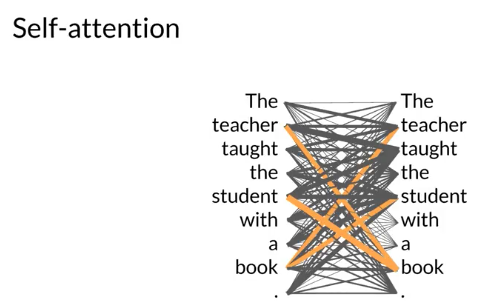 Self-attention
The The
teacher teacher
taught taught
the the
student student
with with
a a
book book
. .